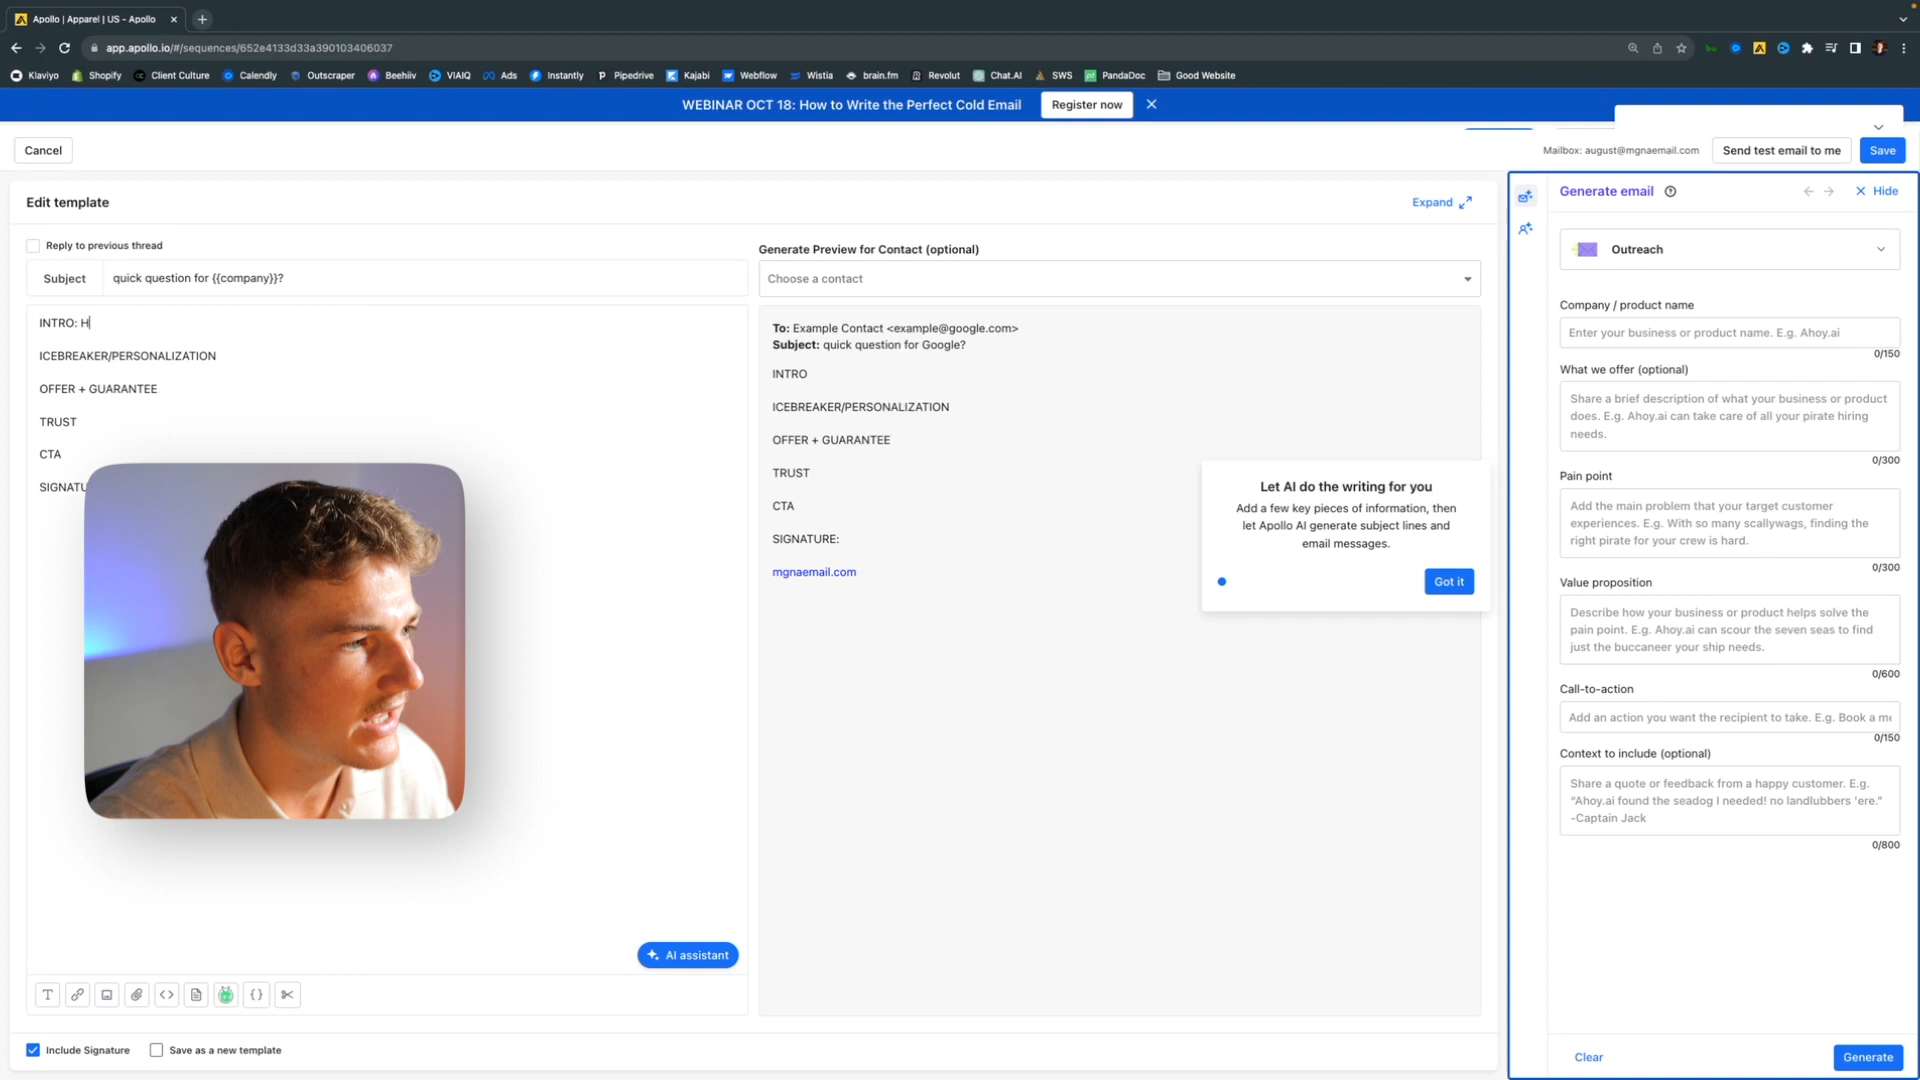 Apollo | Apparel | US - Apollo
app.apollo.io/#/sequences/652e4133d33a390103406037
Klaviyo Shopify Client Culture Calendly Outscraper Beehiiv VIAIQ Ads Instantly Pipedrive Kajabi Webflow Wistia brain.fm Revolut Chat.AI SWS PandaDoc Good Website
WEBINAR OCT 18: How to Write the Perfect Cold Email Register now
Cancel
Mailbox: august@mgnaemail.com Send test email to me Save
Edit template
Expand
Reply to previous thread
Subject quick question for {{company}}?
INTRO: H
ICEBREAKER/PERSONALIZATION
OFFER + GUARANTEE
TRUST
CTA
SIGNATU
AI assistant
Include Signature Save as a new template
Generate Preview for Contact (optional)
Choose a contact
To: Example Contact <example@google.com>
Subject: quick question for Google?
INTRO
ICEBREAKER/PERSONALIZATION
OFFER + GUARANTEE
TRUST
CTA
SIGNATURE:
mgnaemail.com
Let AI do the writing for you
Add a few key pieces of information, then
let Apollo AI generate subject lines and
email messages.
Got it
Generate email
Hide
Outreach
Company / product name
Enter your business or product name. E.g. Ahoy.ai
0/150
What we offer (optional)
Share a brief description of what your business or product
does. E.g. Ahoy.ai can take care of all your pirate hiring
needs.
0/300
Pain point
Add the main problem that your target customer
experiences. E.g. With so many scallywags, finding the
right pirate for your crew is hard.
0/300
Value proposition
Describe how your business or product helps solve the
pain point. E.g. Ahoy.ai can scour the seven seas to find
just the buccaneer your ship needs.
0/600
Call-to-action
Add an action you want the recipient to take. E.g. Book a me
0/150
Context to include (optional)
Share a quote or feedback from a happy customer. E.g.
“Ahoy.ai found the seadog I needed! no landlubbers 'ere.”
-Captain Jack
0/800
Clear Generate